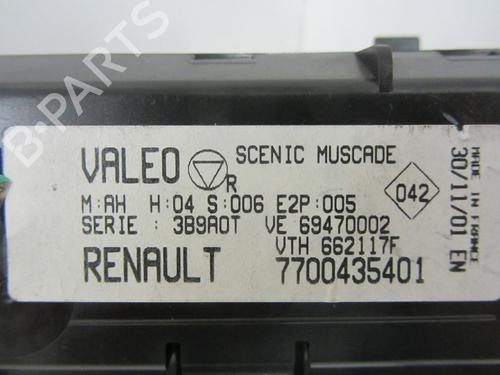 VALEO R SCENIC MUSCADE
M:AH H:04 S:006 E2P:005
SERIE : 3B9A0T VE 69470002
VTH 662117F
RENAULT 7700435401
042
MADE IN FRANCE
30/11/01 EN
B-PARTS